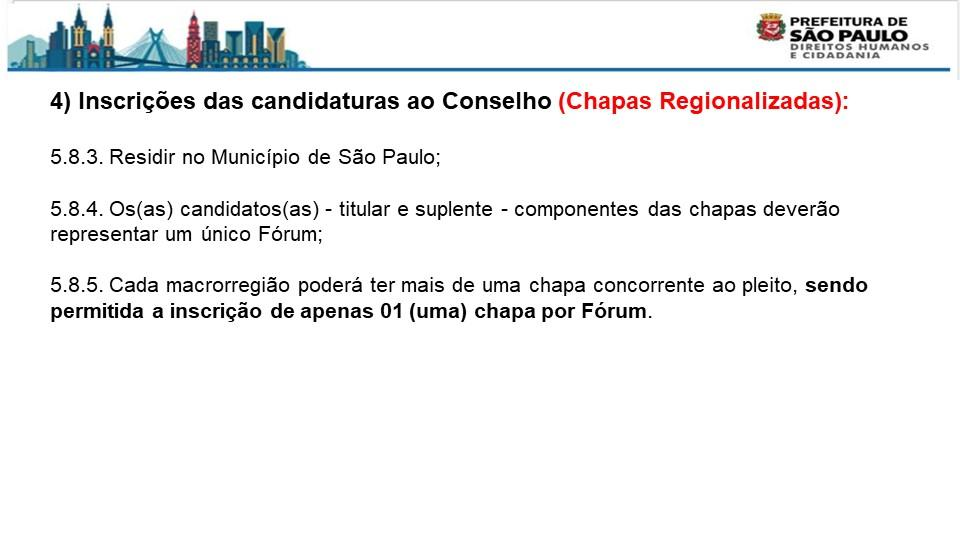 PREFEITURA DE
SÃO PAULO
DIREITOS HUMANOS
E CIDADANIA
4) Inscrições das candidaturas ao Conselho (Chapas Regionalizadas):
5.8.3. Residir no Município de São Paulo;
5.8.4. Os(as) candidatos(as) - titular e suplente - componentes das chapas deverão
representar um único Fórum;
5.8.5. Cada macrorregião poderá ter mais de uma chapa concorrente ao pleito, sendo
permitida a inscrição de apenas 01 (uma) chapa por Fórum.